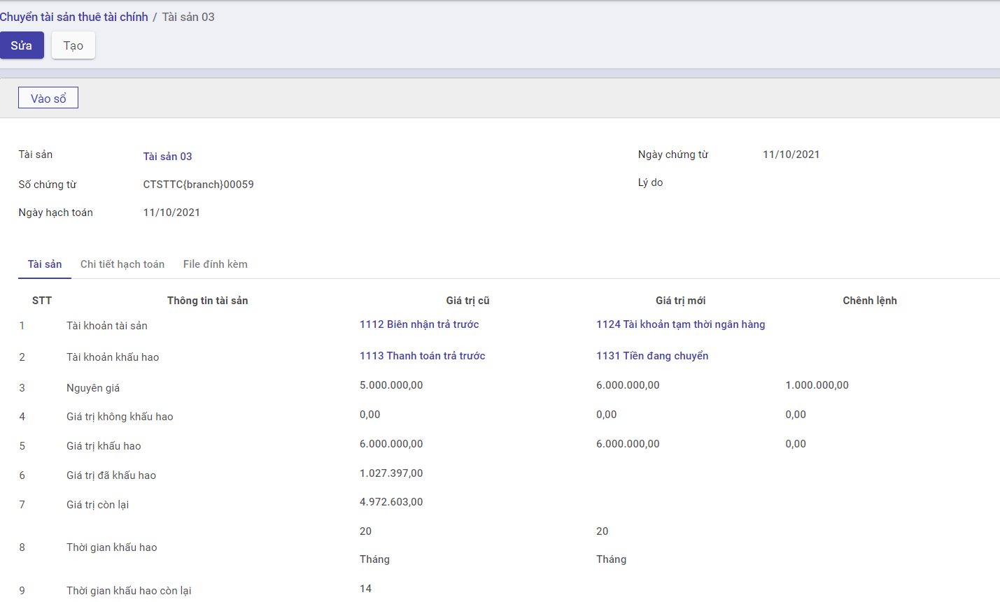 Chuyển tài sản thuê tài chính / Tài sản 03
Sửa Tạo
Vào sổ
Tài sản Tài sản 03 Ngày chứng từ 11/10/2021
Số chứng từ CTSTTC{branch}00059 Lý do
Ngày hạch toán 11/10/2021
Tài sản Chi tiết hạch toán File đính kèm
STT Thông tin tài sản Giá trị cũ Giá trị mới Chênh lệnh
1 Tài khoản tài sản 1112 Biên nhận trả trước 1124 Tài khoản tạm thời ngân hàng
2 Tài khoản khấu hao 1113 Thanh toán trả trước 1131 Tiền đang chuyển
3 Nguyên giá 5.000.000,00 6.000.000,00 1.000.000,00
4 Giá trị không khấu hao 0,00 0,00 0,00
5 Giá trị khấu hao 6.000.000,00 6.000.000,00 0,00
6 Giá trị đã khấu hao 1.027.397,00
7 Giá trị còn lại 4.972.603,00
8 Thời gian khấu hao 20 Tháng 20 Tháng
9 Thời gian khấu hao còn lại 14